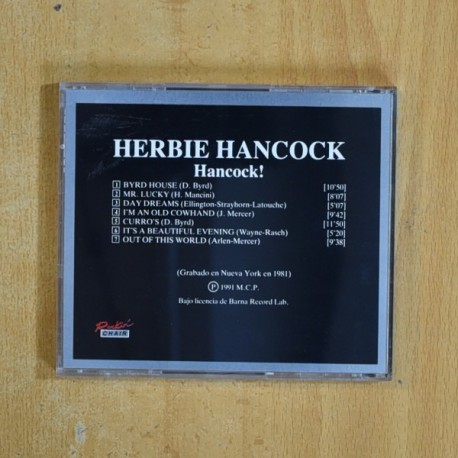 HERBIE HANCOCK
Hancock!
1 BYRD HOUSE (D. Byrd) [10'50]
2 MR. LUCKY (H. Mancini) [8'07]
3 DAY DREAMS (Ellington-Strayhorn-Latouche) [5'07]
4 I'M AN OLD COWHAND (J. Mercer) [9'42]
5 CURRO'S (D. Byrd) [11'50]
6 IT'S A BEAUTIFUL EVENING (Wayne-Rasch) [5'20]
7 OUT OF THIS WORLD (Arlen-Mercer) [9'38]
(Grabado en Nueva York en 1981)
Ⓟ 1991 M.C.P.
Bajo licencia de Barna Record Lab.
Rockin'
CHAIR